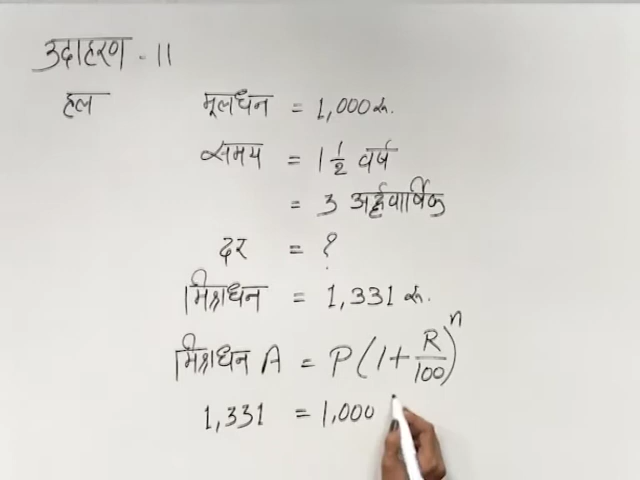 उदाहरण - 11
हल मूलधन = 1,000 रू.
समय = 1 1/2 वर्ष
= 3 अर्द्धवार्षिक
दर = ?
मिश्रधन = 1,331 रू.
मिश्रधन A = P(1+R/100)^n
1,331 = 1,000